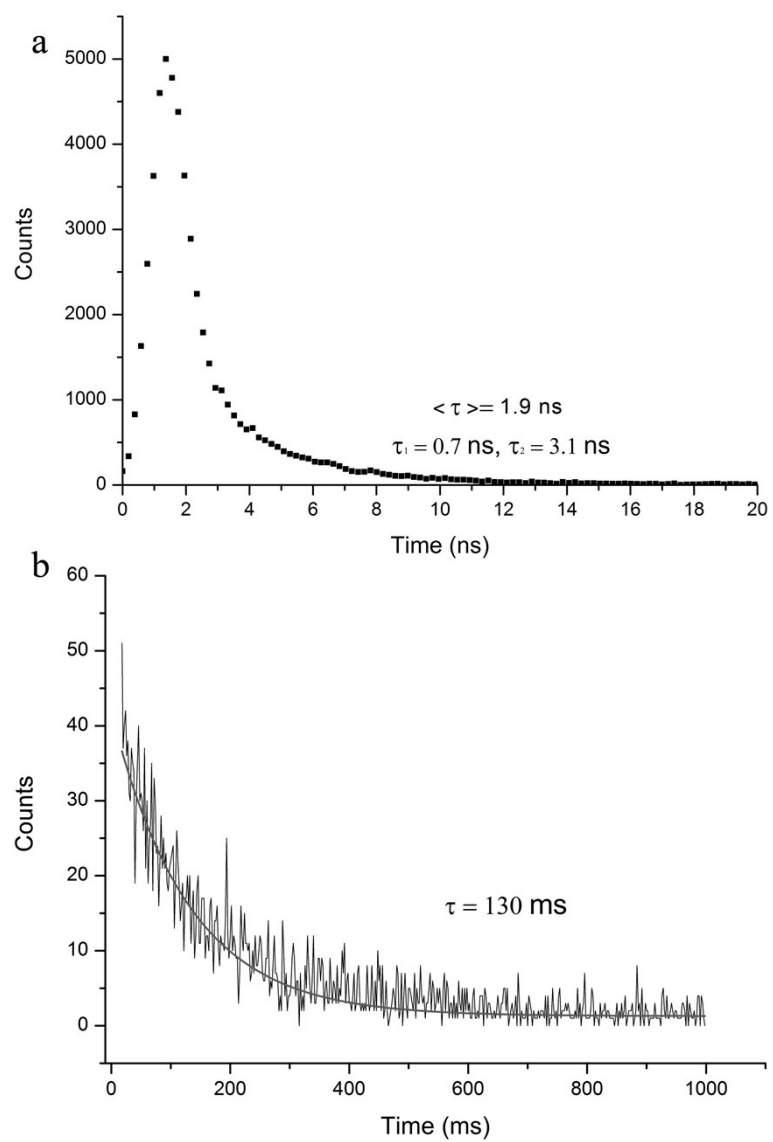 a
5000
4000
3000
2000
1000
0
Counts
< τ >= 1.9 ns
τ₁ = 0.7 ns, τ₂ = 3.1 ns
0 2 4 6 8 10 12 14 16 18 20
Time (ns)
b
60
50
40
30
20
10
0
Counts
τ = 130 ms
0 200 400 600 800 1000
Time (ms)